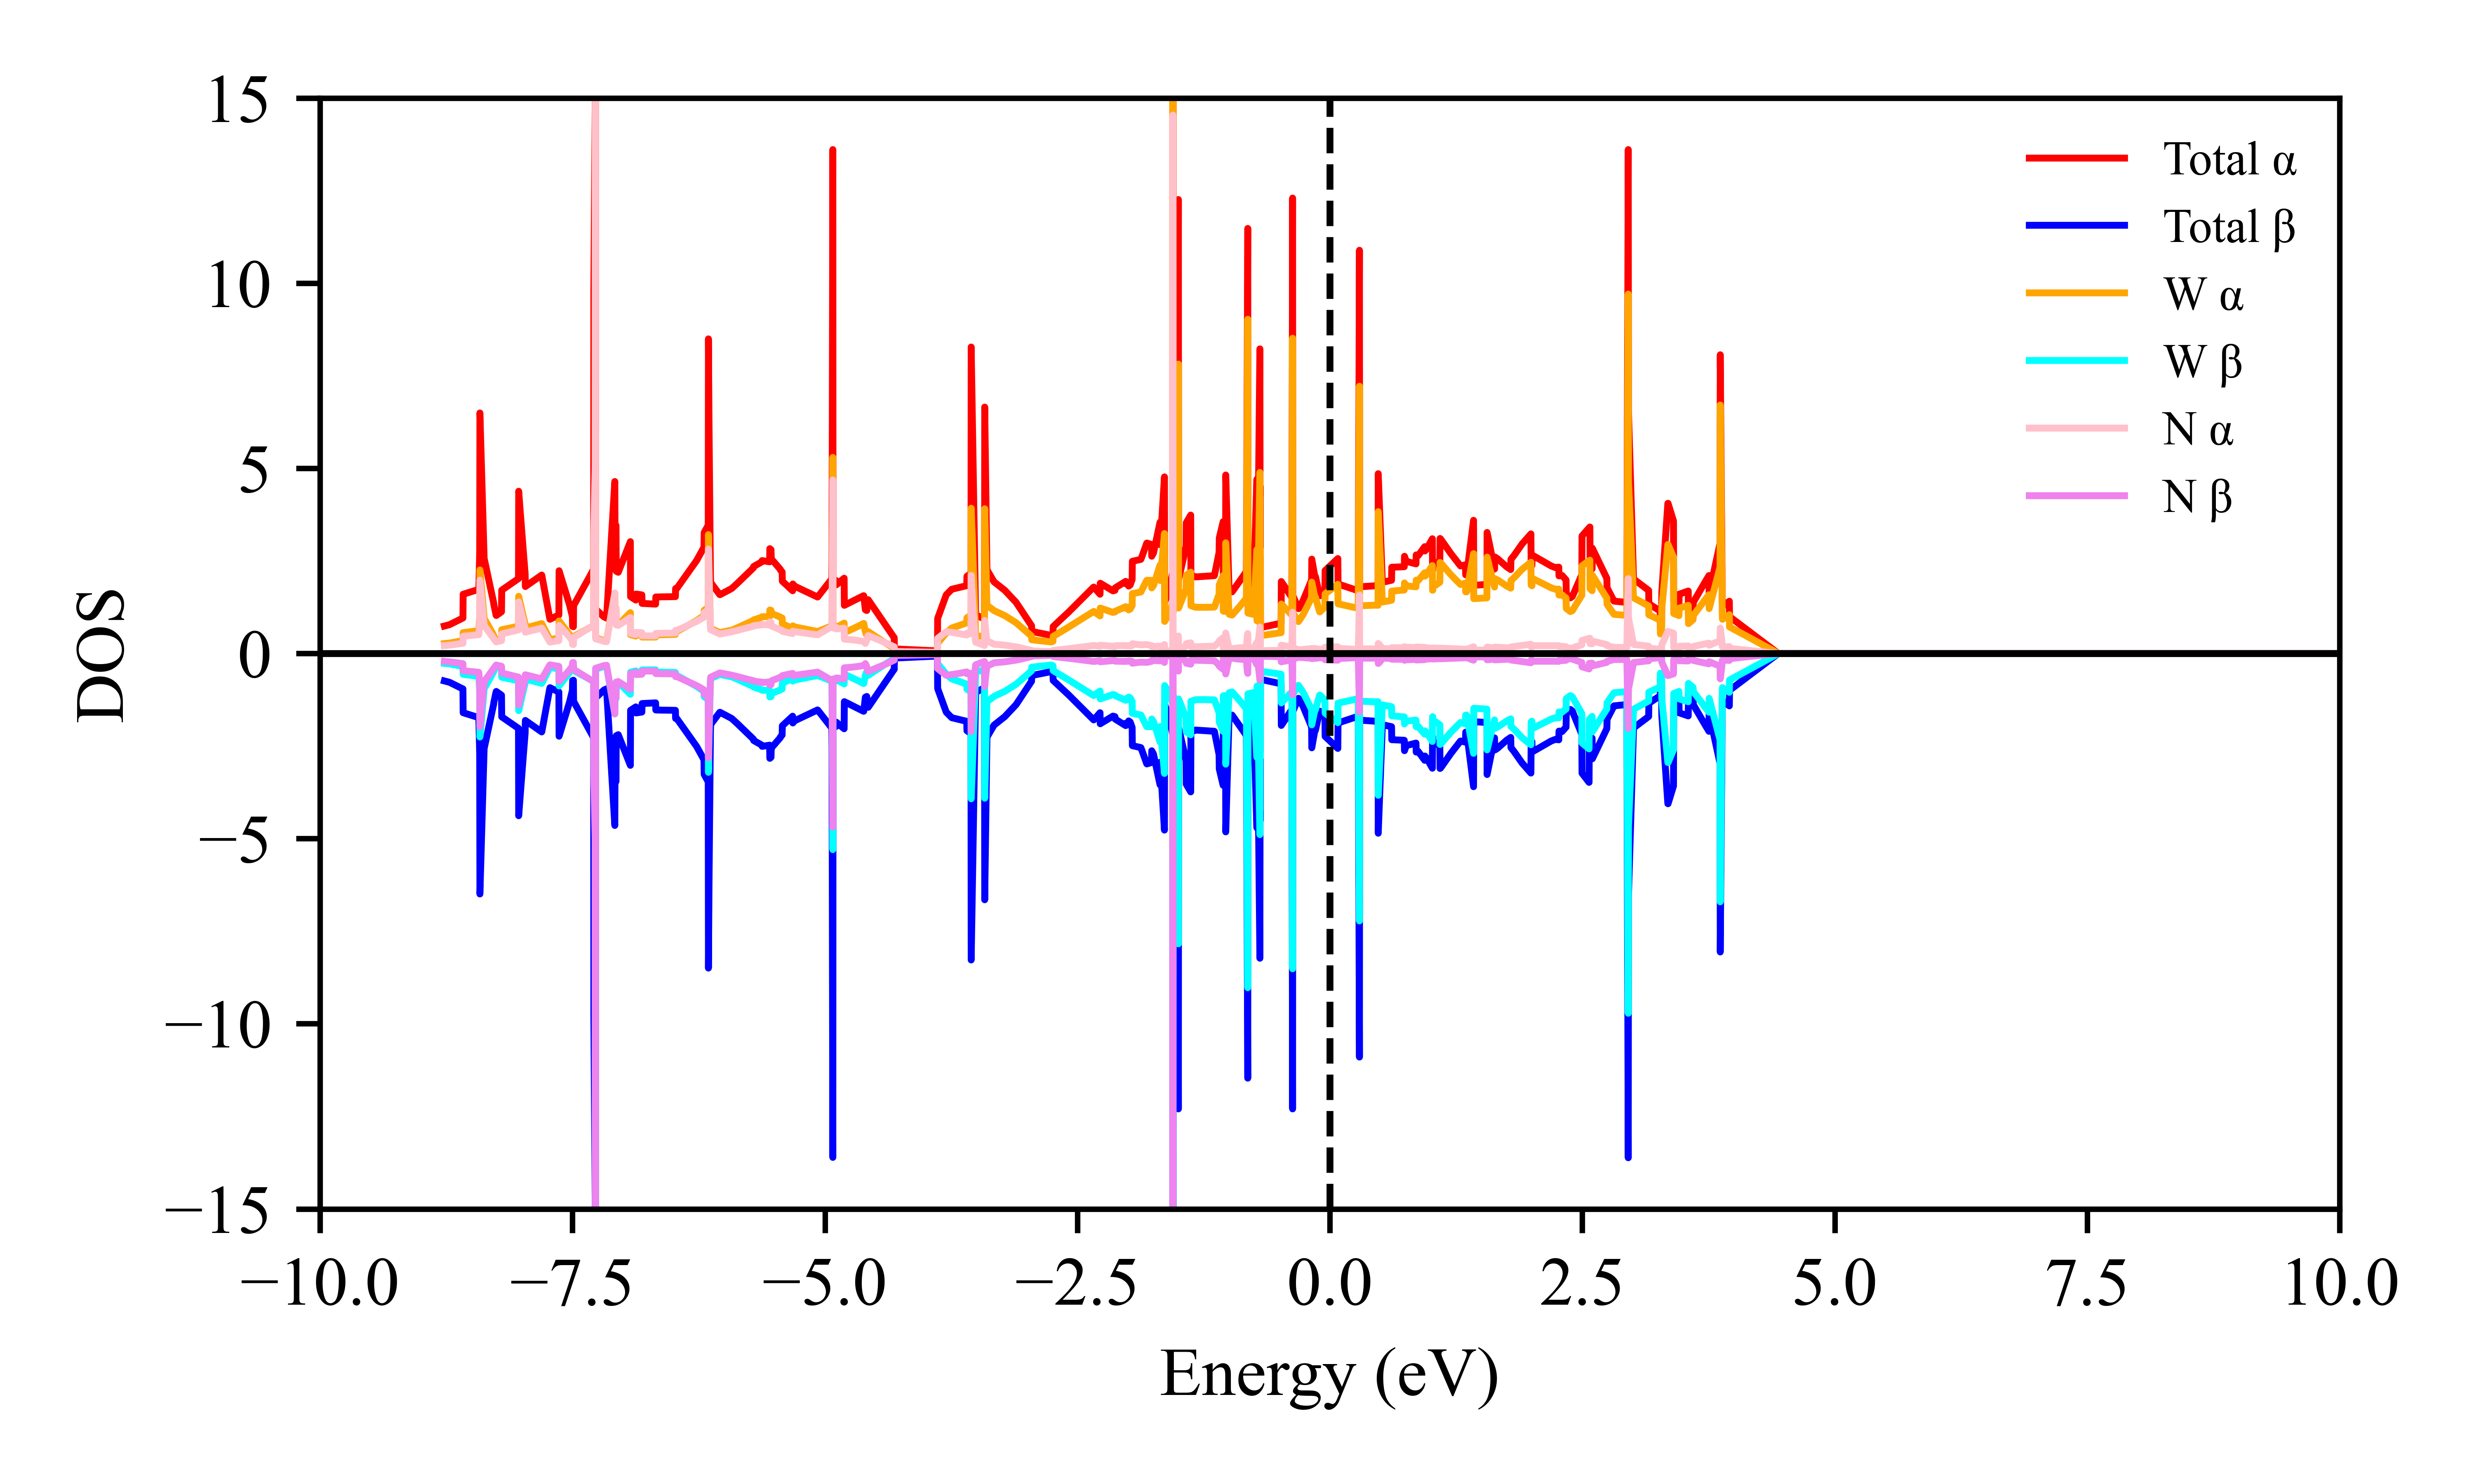 15
10
5
0
−5
−10
−15
DOS
Total α
Total β
W α
W β
N α
N β
−10.0 −7.5 −5.0 −2.5 0.0 2.5 5.0 7.5 10.0
Energy (eV)